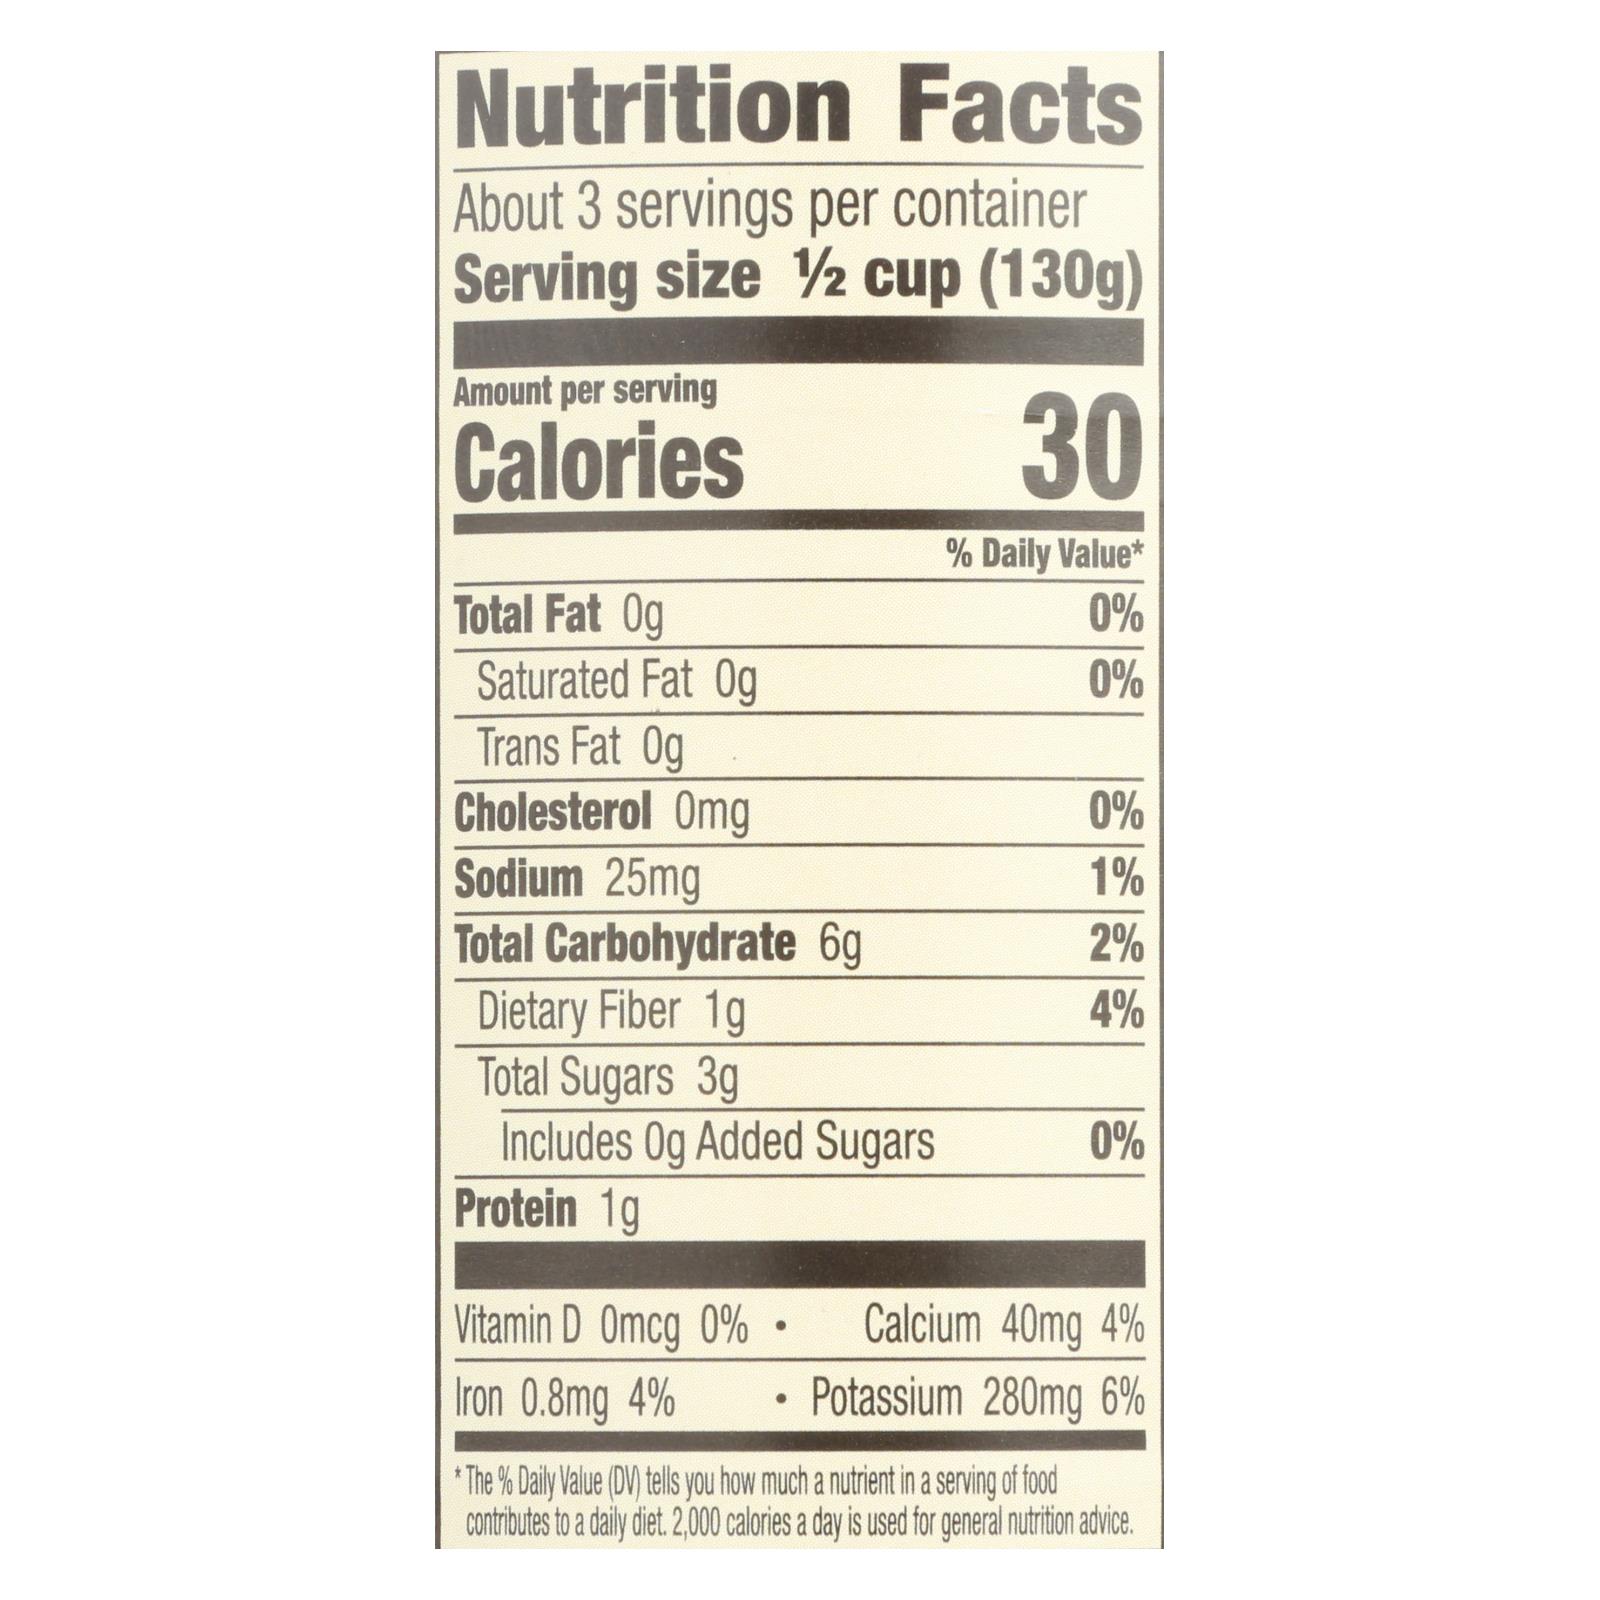 Nutrition Facts
About 3 servings per container
Serving size ½ cup (130g)
Amount per serving
Calories 30
% Daily Value*
Total Fat 0g 0%
Saturated Fat 0g 0%
Trans Fat 0g
Cholesterol 0mg 0%
Sodium 25mg 1%
Total Carbohydrate 6g 2%
Dietary Fiber 1g 4%
Total Sugars 3g
Includes 0g Added Sugars 0%
Protein 1g
Vitamin D 0mcg 0% • Calcium 40mg 4%
Iron 0.8mg 4% • Potassium 280mg 6%
* The % Daily Value (DV) tells you how much a nutrient in a serving of food
contributes to a daily diet. 2,000 calories a day is used for general nutrition advice.